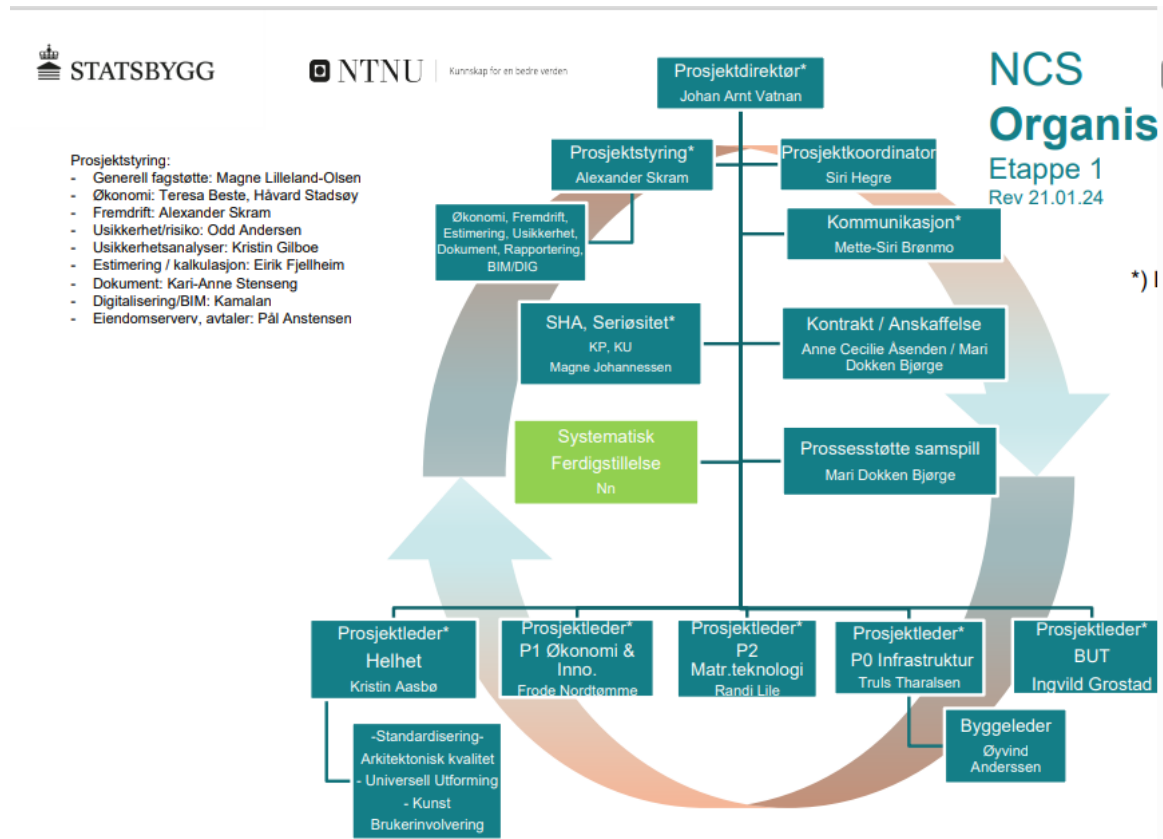 STATSBYGG
NTNU
Kunnskap for en bedre verden
NCS
Organis
Etappe 1
Rev 21.01.24
*)
Prosjektstyring:
- Generell fagstøtte: Magne Lilleland-Olsen
- Økonomi: Teresa Beste, Håvard Stadsøy
- Fremdrift: Alexander Skram
- Usikkerhet/risiko: Odd Andersen
- Usikkerhetsanalyser: Kristin Gilboe
- Estimering / kalkulasjon: Eirik Fjellheim
- Dokument: Kari-Anne Stenseng
- Digitalisering/BIM: Kamalan
- Eiendomserverv, avtaler: Pål Anstensen
Prosjektdirektør*
Johan Arnt Vatnan
Prosjektstyring*
Alexander Skram
Prosjektkoordinator
Siri Hegre
Økonomi, Fremdrift,
Estimering, Usikkerhet,
Dokument, Rapportering,
BIM/DIG
Kommunikasjon*
Mette-Siri Brønmo
SHA, Seriøsitet*
KP, KU
Magne Johannessen
Kontrakt / Anskaffelse
Anne Cecilie Åsenden / Mari
Dokken Bjørge
Systematisk
Ferdigstillelse
Nn
Prossesstøtte samspill
Mari Dokken Bjørge
Prosjektleder*
Helhet
Kristin Aasbø
Prosjektleder*
P1 Økonomi &
Inno.
Frode Nordtømme
Prosjektleder*
P2
Matr.teknologi
Randi Lile
Prosjektleder*
P0 Infrastruktur
Truls Tharalsen
Prosjektleder*
BUT
Ingvild Grostad
-Standardisering-
Arkitektonisk kvalitet
- Universell Utforming
- Kunst
Brukerinvolvering
Byggeleder
Øyvind
Anderssen